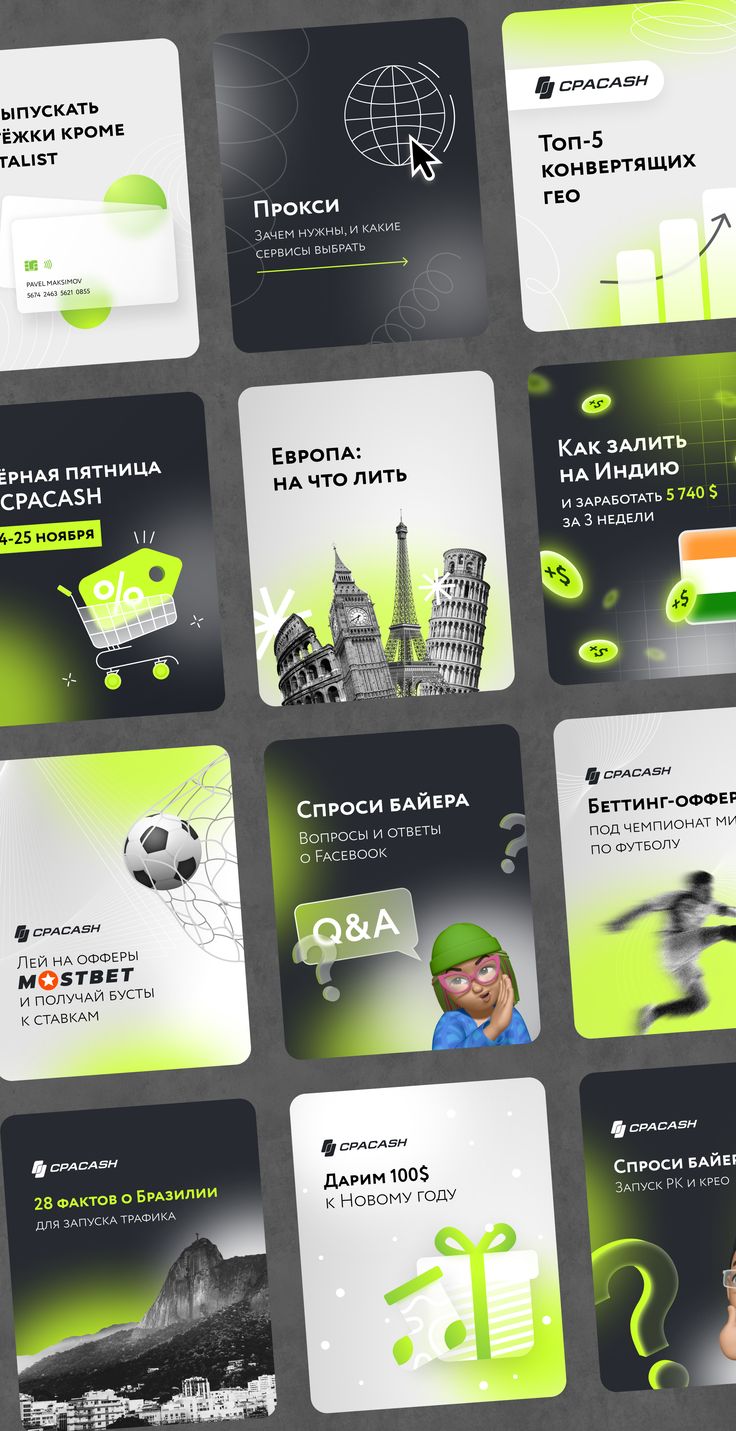 ЫПУСКАТЬ
ТЁЖКИ КРОМЕ
TALIST
PAVEL MAKSIMOV
5674 2463 5621 0855
Прокси
Зачем нужны, и какие
сервисы выбрать
CPACASH
Топ-5
конвертящих
гео
ЁРНАЯ ПЯТНИЦА
CPACASH
4-25 НОЯБРЯ
%
Европа:
на что лить
Как залить
на Индию
и заработать 5 740 $
за 3 недели
×$
×$
×$
×$
CPACASH
Лей на офферы
MOSTBET
и получай бусты
к ставкам
Спроси байера
Вопросы и ответы
о Facebook
Q&A
?
?
CPACASH
Беттинг-оффер
под чемпионат ми
по футболу
CPACASH
28 фактов о Бразилии
для запуска трафика
CPACASH
Дарим 100$
к Новому году
CPACASH
Спроси байер
Запуск РК и крео
?